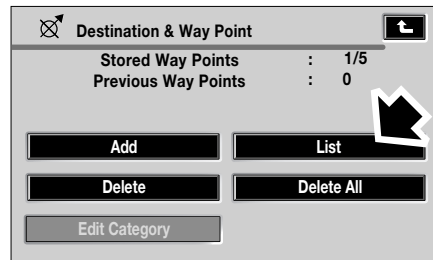 Destination & Way Point
Stored Way Points : 1/5
Previous Way Points : 0
Add List
Delete Delete All
Edit Category